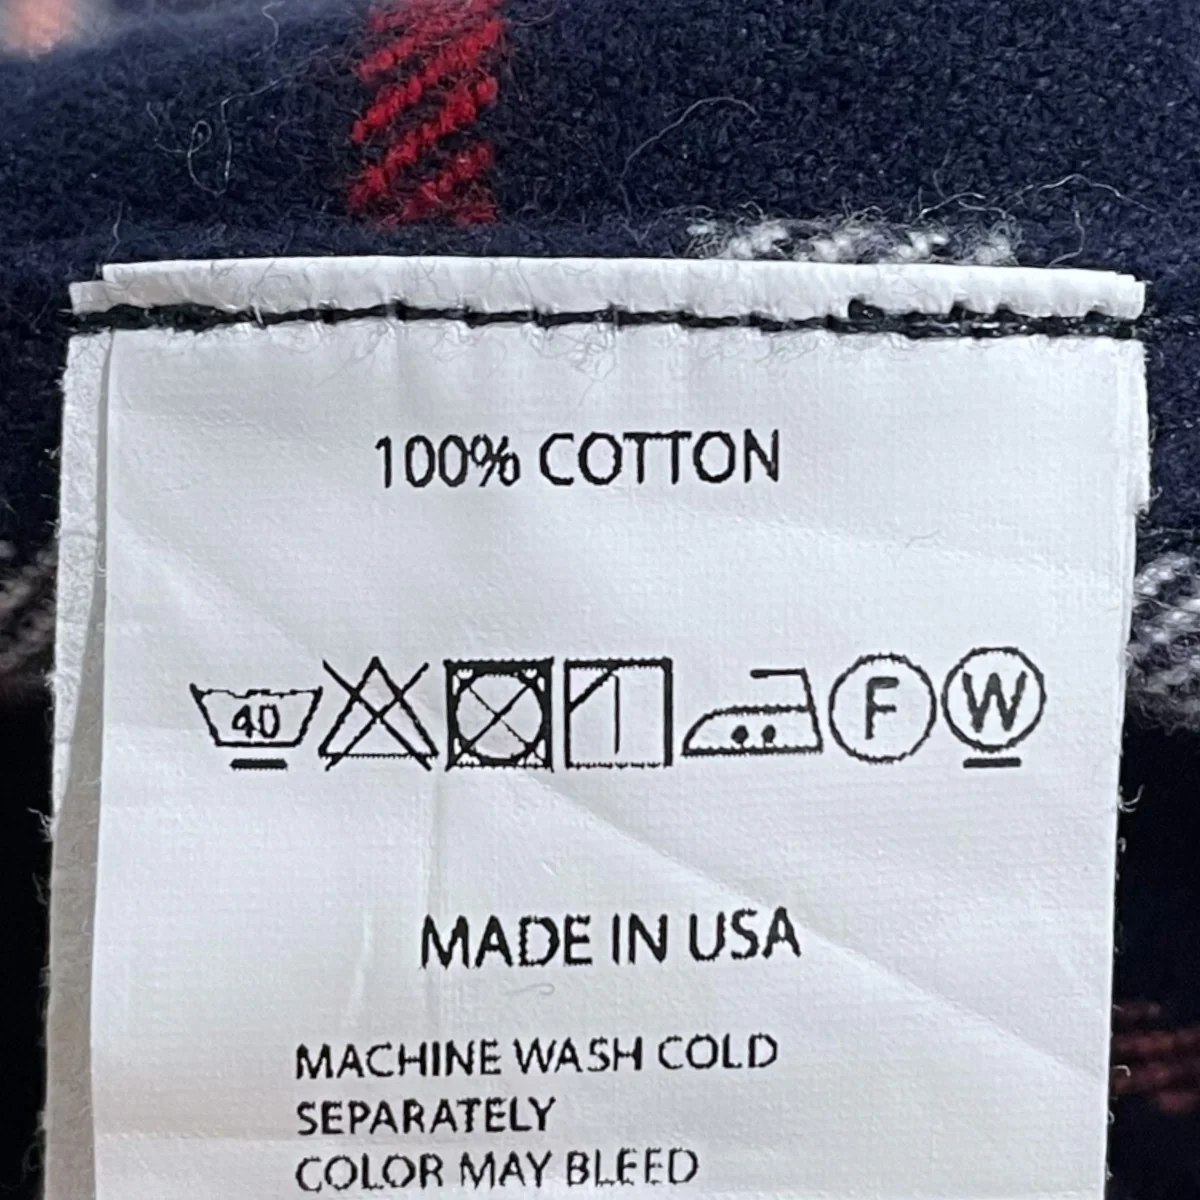 100% COTTON
40 F W
MADE IN USA
MACHINE WASH COLD
SEPARATELY
COLOR MAY BLEED